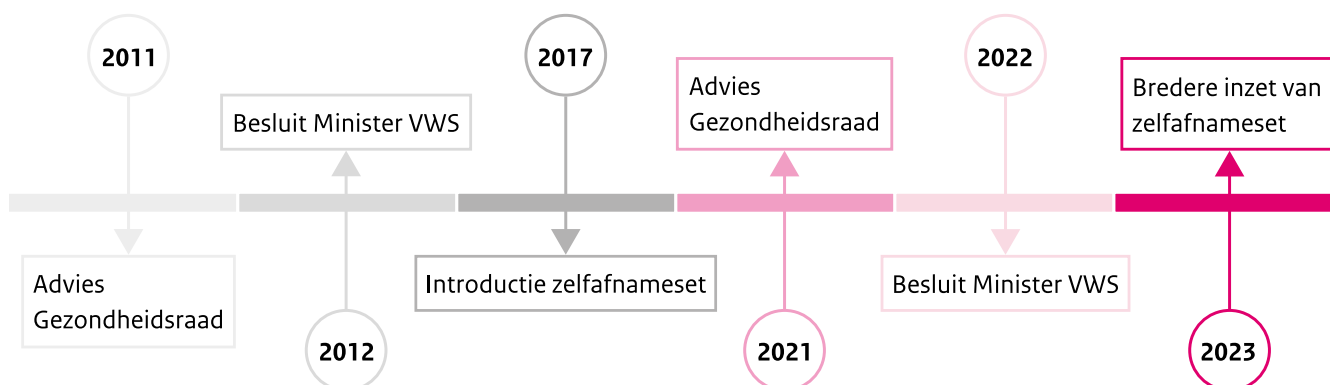 2011
Advies
Gezondheidsraad
Besluit Minister VWS
2012
2017
Introductie zelfafnameset
Advies
Gezondheidsraad
2021
2022
Besluit Minister VWS
Bredere inzet van
zelfafnameset
2023